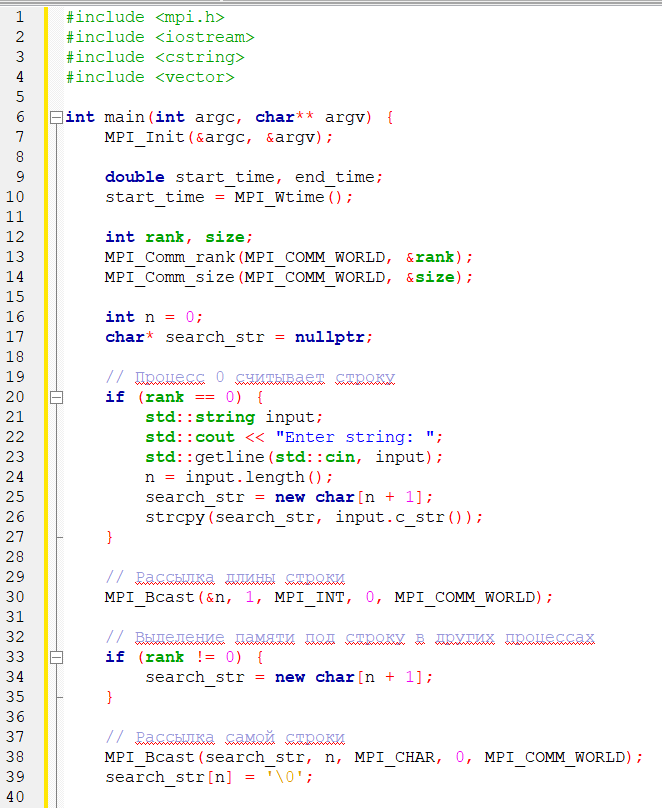 1 #include <mpi.h>
2 #include <iostream>
3 #include <cstring>
4 #include <vector>
5
6 int main(int argc, char** argv) {
7 MPI_Init(&argc, &argv);
8
9 double start_time, end_time;
10 start_time = MPI_Wtime();
11
12 int rank, size;
13 MPI_Comm_rank(MPI_COMM_WORLD, &rank);
14 MPI_Comm_size(MPI_COMM_WORLD, &size);
15
16 int n = 0;
17 char* search_str = nullptr;
18
19 // Процесс 0 считывает строку
20 if (rank == 0) {
21 std::string input;
22 std::cout << "Enter string: ";
23 std::getline(std::cin, input);
24 n = input.length();
25 search_str = new char[n + 1];
26 strcpy(search_str, input.c_str());
27 }
28
29 // Рассылка длины строки
30 MPI_Bcast(&n, 1, MPI_INT, 0, MPI_COMM_WORLD);
31
32 // Выделение памяти под строку в других процессах
33 if (rank != 0) {
34 search_str = new char[n + 1];
35 }
36
37 // Рассылка самой строки
38 MPI_Bcast(search_str, n, MPI_CHAR, 0, MPI_COMM_WORLD);
39 search_str[n] = '\0';
40